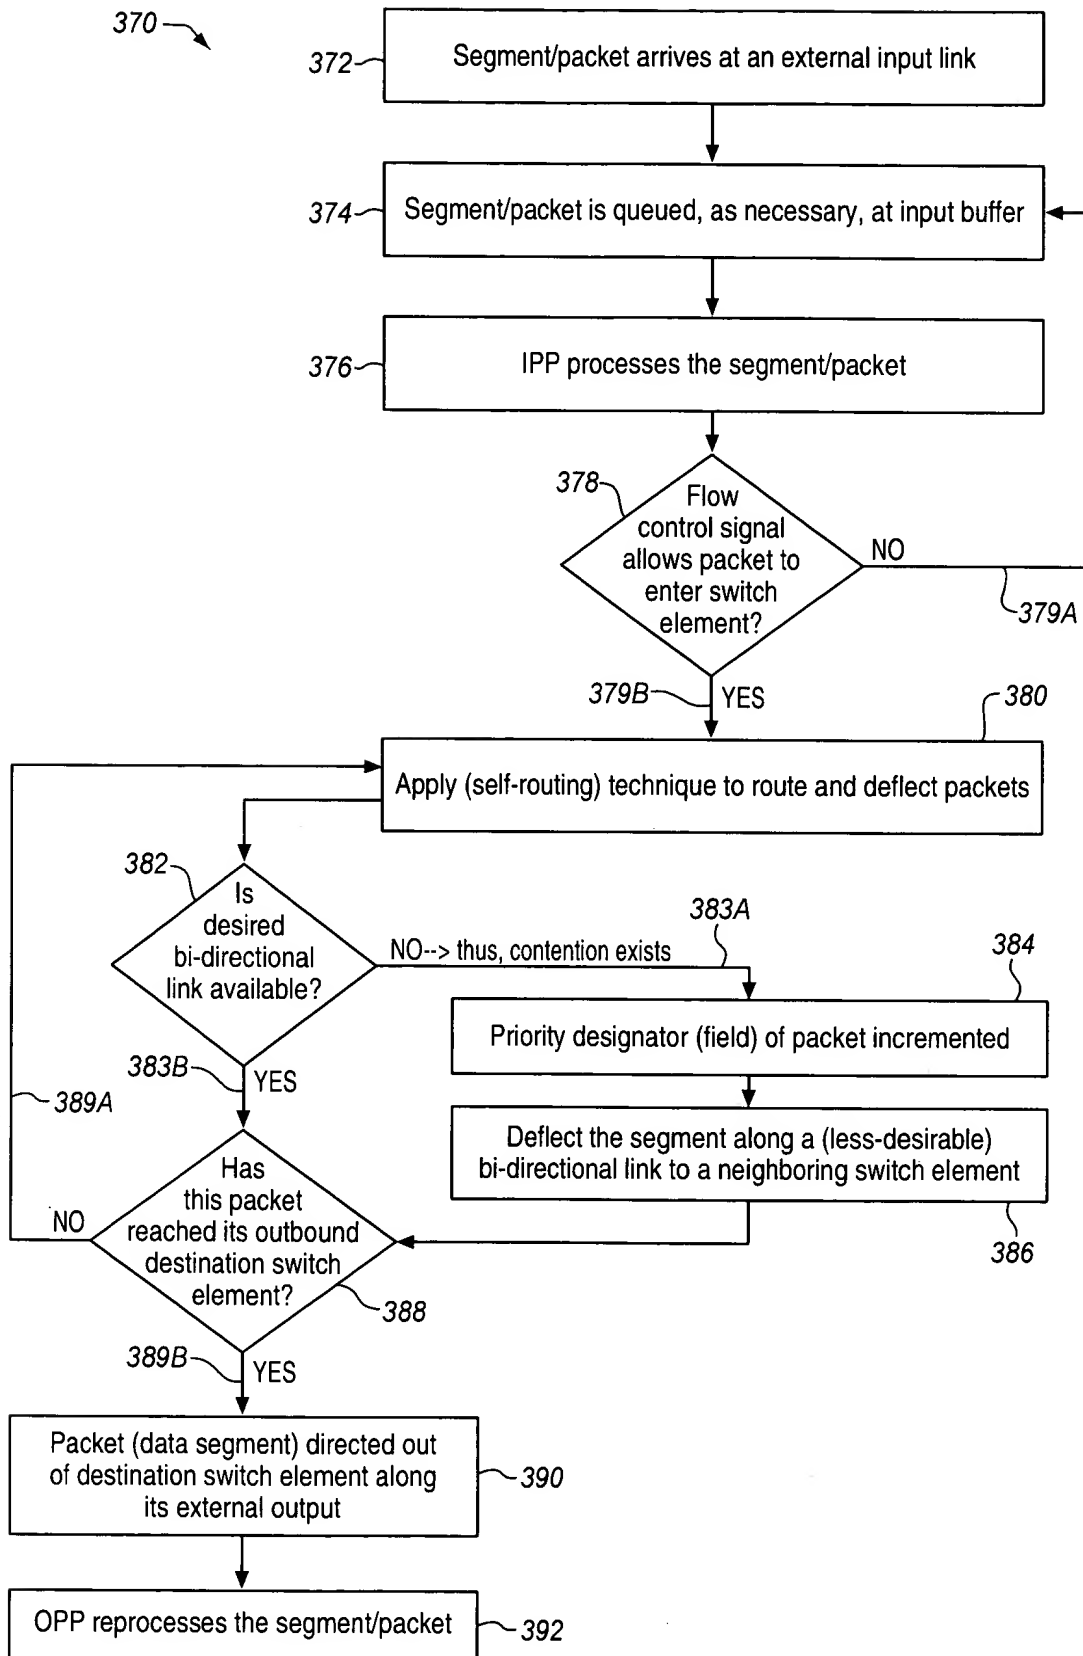 370
372
Segment/packet arrives at an external input link
374
Segment/packet is queued, as necessary, at input buffer
376
IPP processes the segment/packet
378
Flow
control signal
allows packet to
enter switch
element?
NO
379A
379B
YES
380
Apply (self-routing) technique to route and deflect packets
382
Is
desired
bi-directional
link available?
NO--> thus, contention exists
383A
384
Priority designator (field) of packet incremented
383B
YES
389A
Deflect the segment along a (less-desirable)
bi-directional link to a neighboring switch element
386
Has
this packet
reached its outbound
destination switch
element?
NO
388
389B
YES
Packet (data segment) directed out
of destination switch element along
its external output
390
OPP reprocesses the segment/packet
392